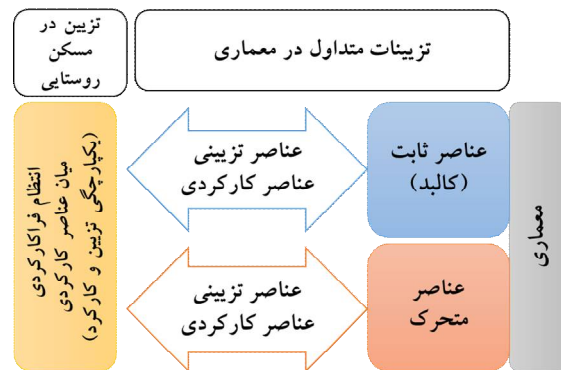 تزیینات متداول در معماری
تزیین در
مسکن
روستایی
معماری
عناصر ثابت
(کالبد)
عناصر تزیینی
عناصر کارکردی
عناصر
متحرک
عناصر تزیینی
عناصر کارکردی
انتظام فراکارکردی
میان عناصر کارکردی
(یکپارچگی تزیین و کارکرد)